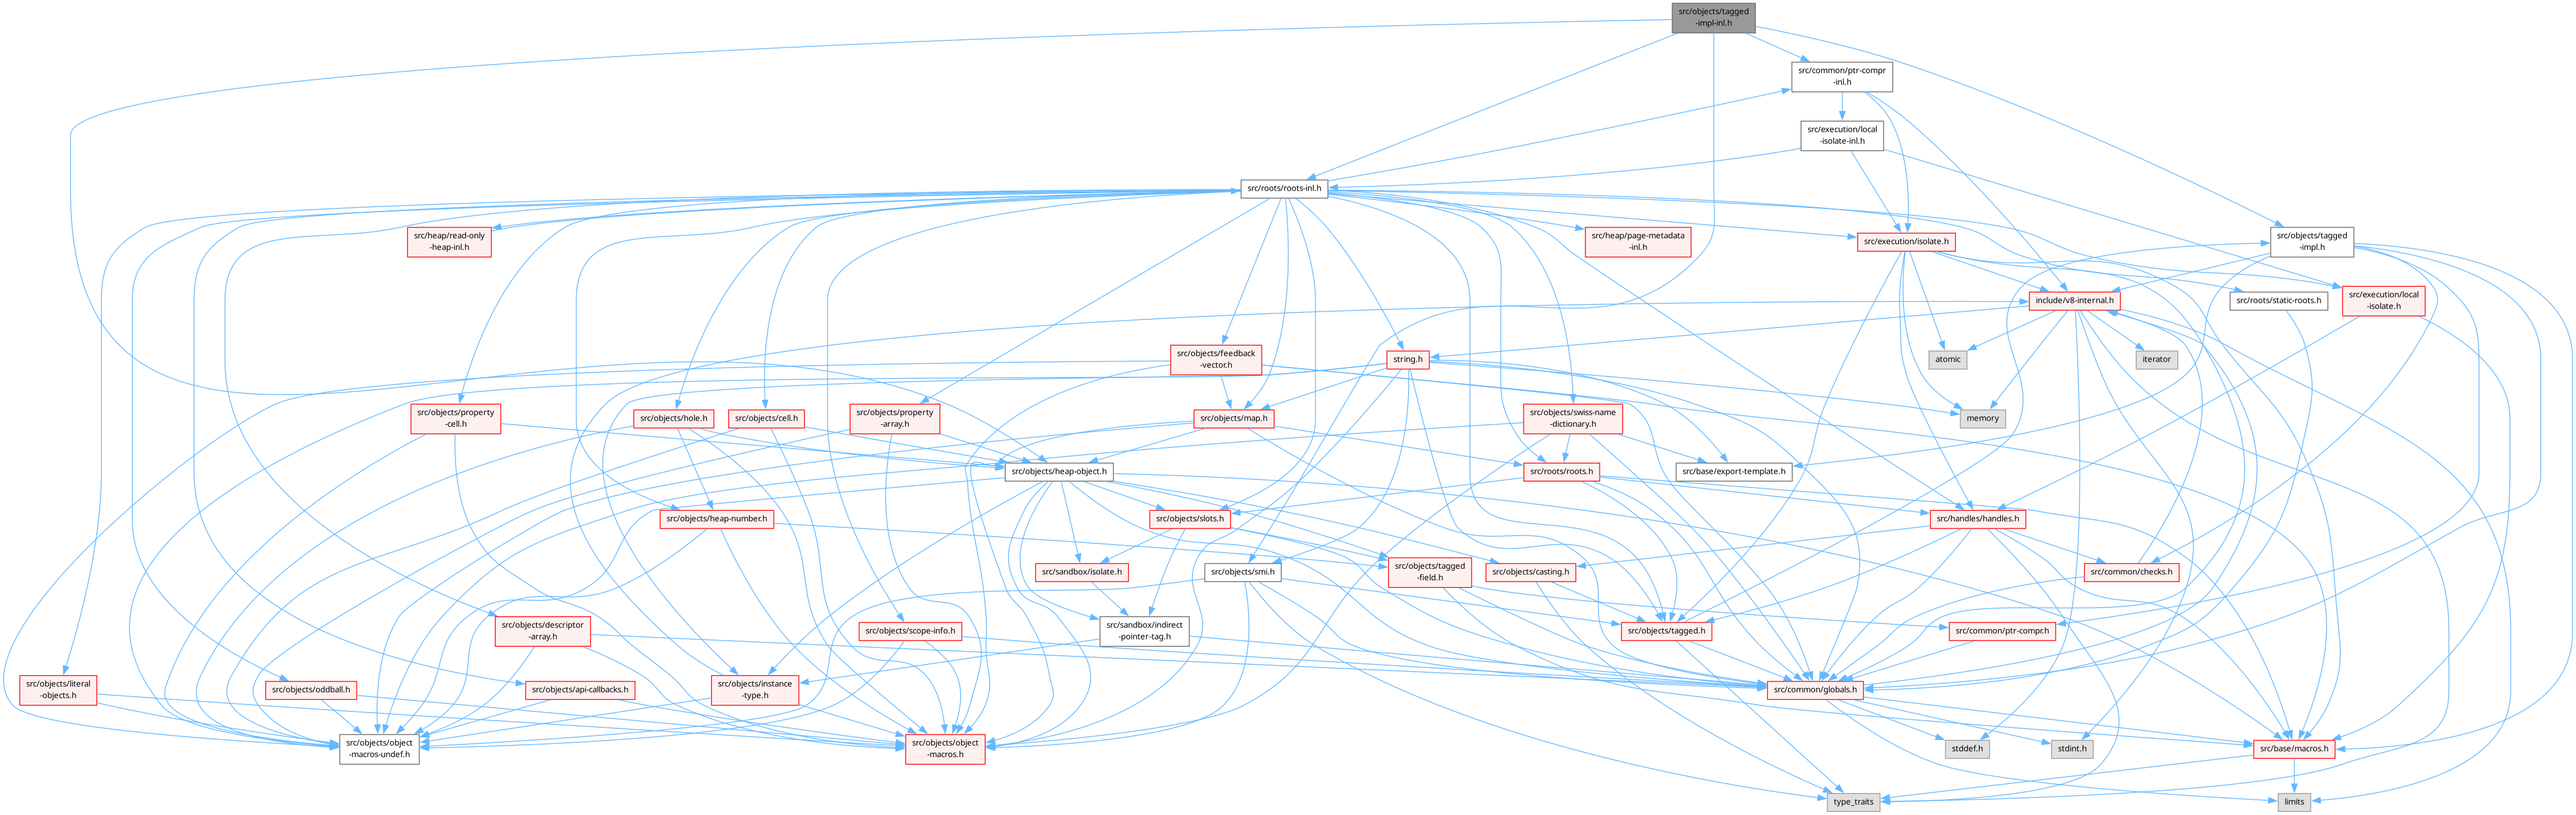 src/objects/tagged
-impl-inl.h
src/common/ptr-compr
-inl.h
src/execution/local
-isolate-inl.h
src/roots/roots-inl.h
src/heap/read-only
-heap-inl.h
src/heap/page-metadata
-inl.h
src/execution/isolate.h
src/objects/tagged
-impl.h
include/v8-internal.h
src/roots/static-roots.h
src/execution/local
-isolate.h
src/objects/feedback
-vector.h
string.h
atomic
iterator
src/objects/property
-cell.h
src/objects/hole.h
src/objects/cell.h
src/objects/property
-array.h
src/objects/map.h
src/objects/swiss-name
-dictionary.h
memory
src/objects/heap-object.h
src/roots/roots.h
src/base/export-template.h
src/objects/heap-number.h
src/objects/slots.h
src/handles/handles.h
src/sandbox/isolate.h
src/objects/smi.h
src/objects/tagged
-field.h
src/objects/casting.h
src/common/checks.h
src/objects/descriptor
-array.h
src/objects/scope-info.h
src/sandbox/indirect
-pointer-tag.h
src/objects/tagged.h
src/common/ptr-compr.h
src/objects/literal
-objects.h
src/objects/oddball.h
src/objects/api-callbacks.h
src/objects/instance
-type.h
src/common/globals.h
src/objects/object
-macros-undef.h
src/objects/object
-macros.h
stddef.h
stdint.h
src/base/macros.h
type_traits
limits